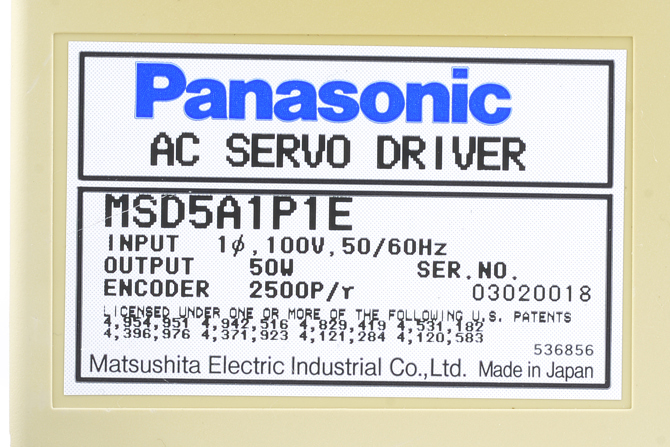 Panasonic
AC SERVO DRIVER
MSD5A1P1E
INPUT 1ϕ,100V,50/60Hz
OUTPUT 50W SER.NO.
ENCODER 2500P/r 03020018
LICENSED UNDER ONE OR MORE OF THE FOLLOWING U.S. PATENTS
4,954,951 4,942,516 4,829,419 4,531,182
4,396,976 4,371,923 4,121,284 4,120,583
536856
Matsushita Electric Industrial Co.,Ltd. Made in Japan